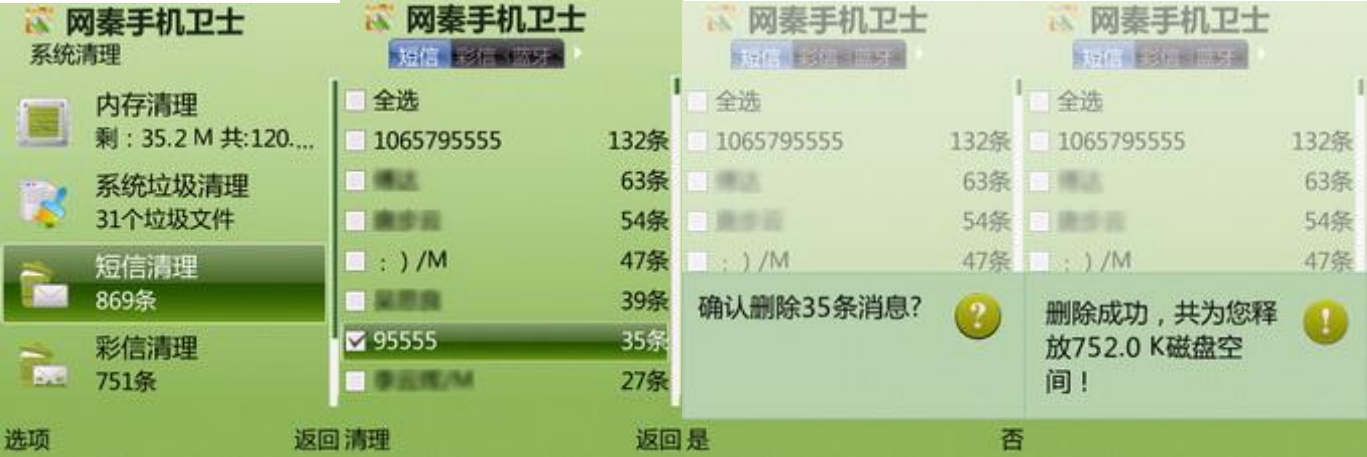 网秦手机卫士
系统清理
内存清理
剩：35.2 M 共:120....
系统垃圾清理
31个垃圾文件
短信清理
869条
彩信清理
751条
选项 返回
网秦手机卫士
短信 彩信 蓝牙
全选
1065795555 132条
63条
54条
：）/M 47条
39条
95555 35条
/M 27条
清理 返回
网秦手机卫士
短信 彩信 蓝牙
全选
1065795555 132条
63条
54条
：）/M 47条
确认删除35条消息?
是 否
网秦手机卫士
短信 彩信 蓝牙
全选
1065795555 132条
63条
54条
：）/M 47条
删除成功，共为您释
放752.0 K磁盘空
间！